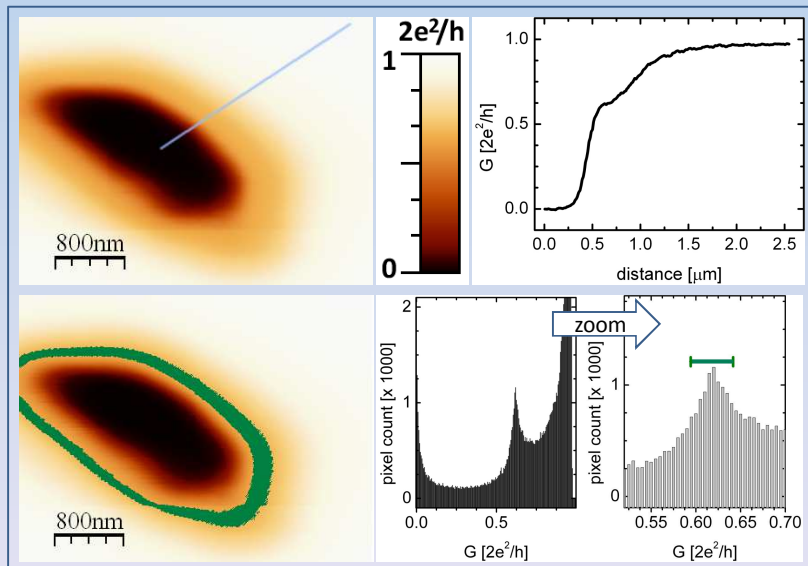 2e²/h
1
0
800nm
G [2e²/h]
1.0
0.5
0.0
0.0 0.5 1.0 1.5 2.0 2.5
distance [μm]
800nm
pixel count [x 1000]
2
1
0
0.0 0.5
G [2e²/h]
zoom
pixel count [x 1000]
1
0
0.55 0.60 0.65 0.70
G [2e²/h]